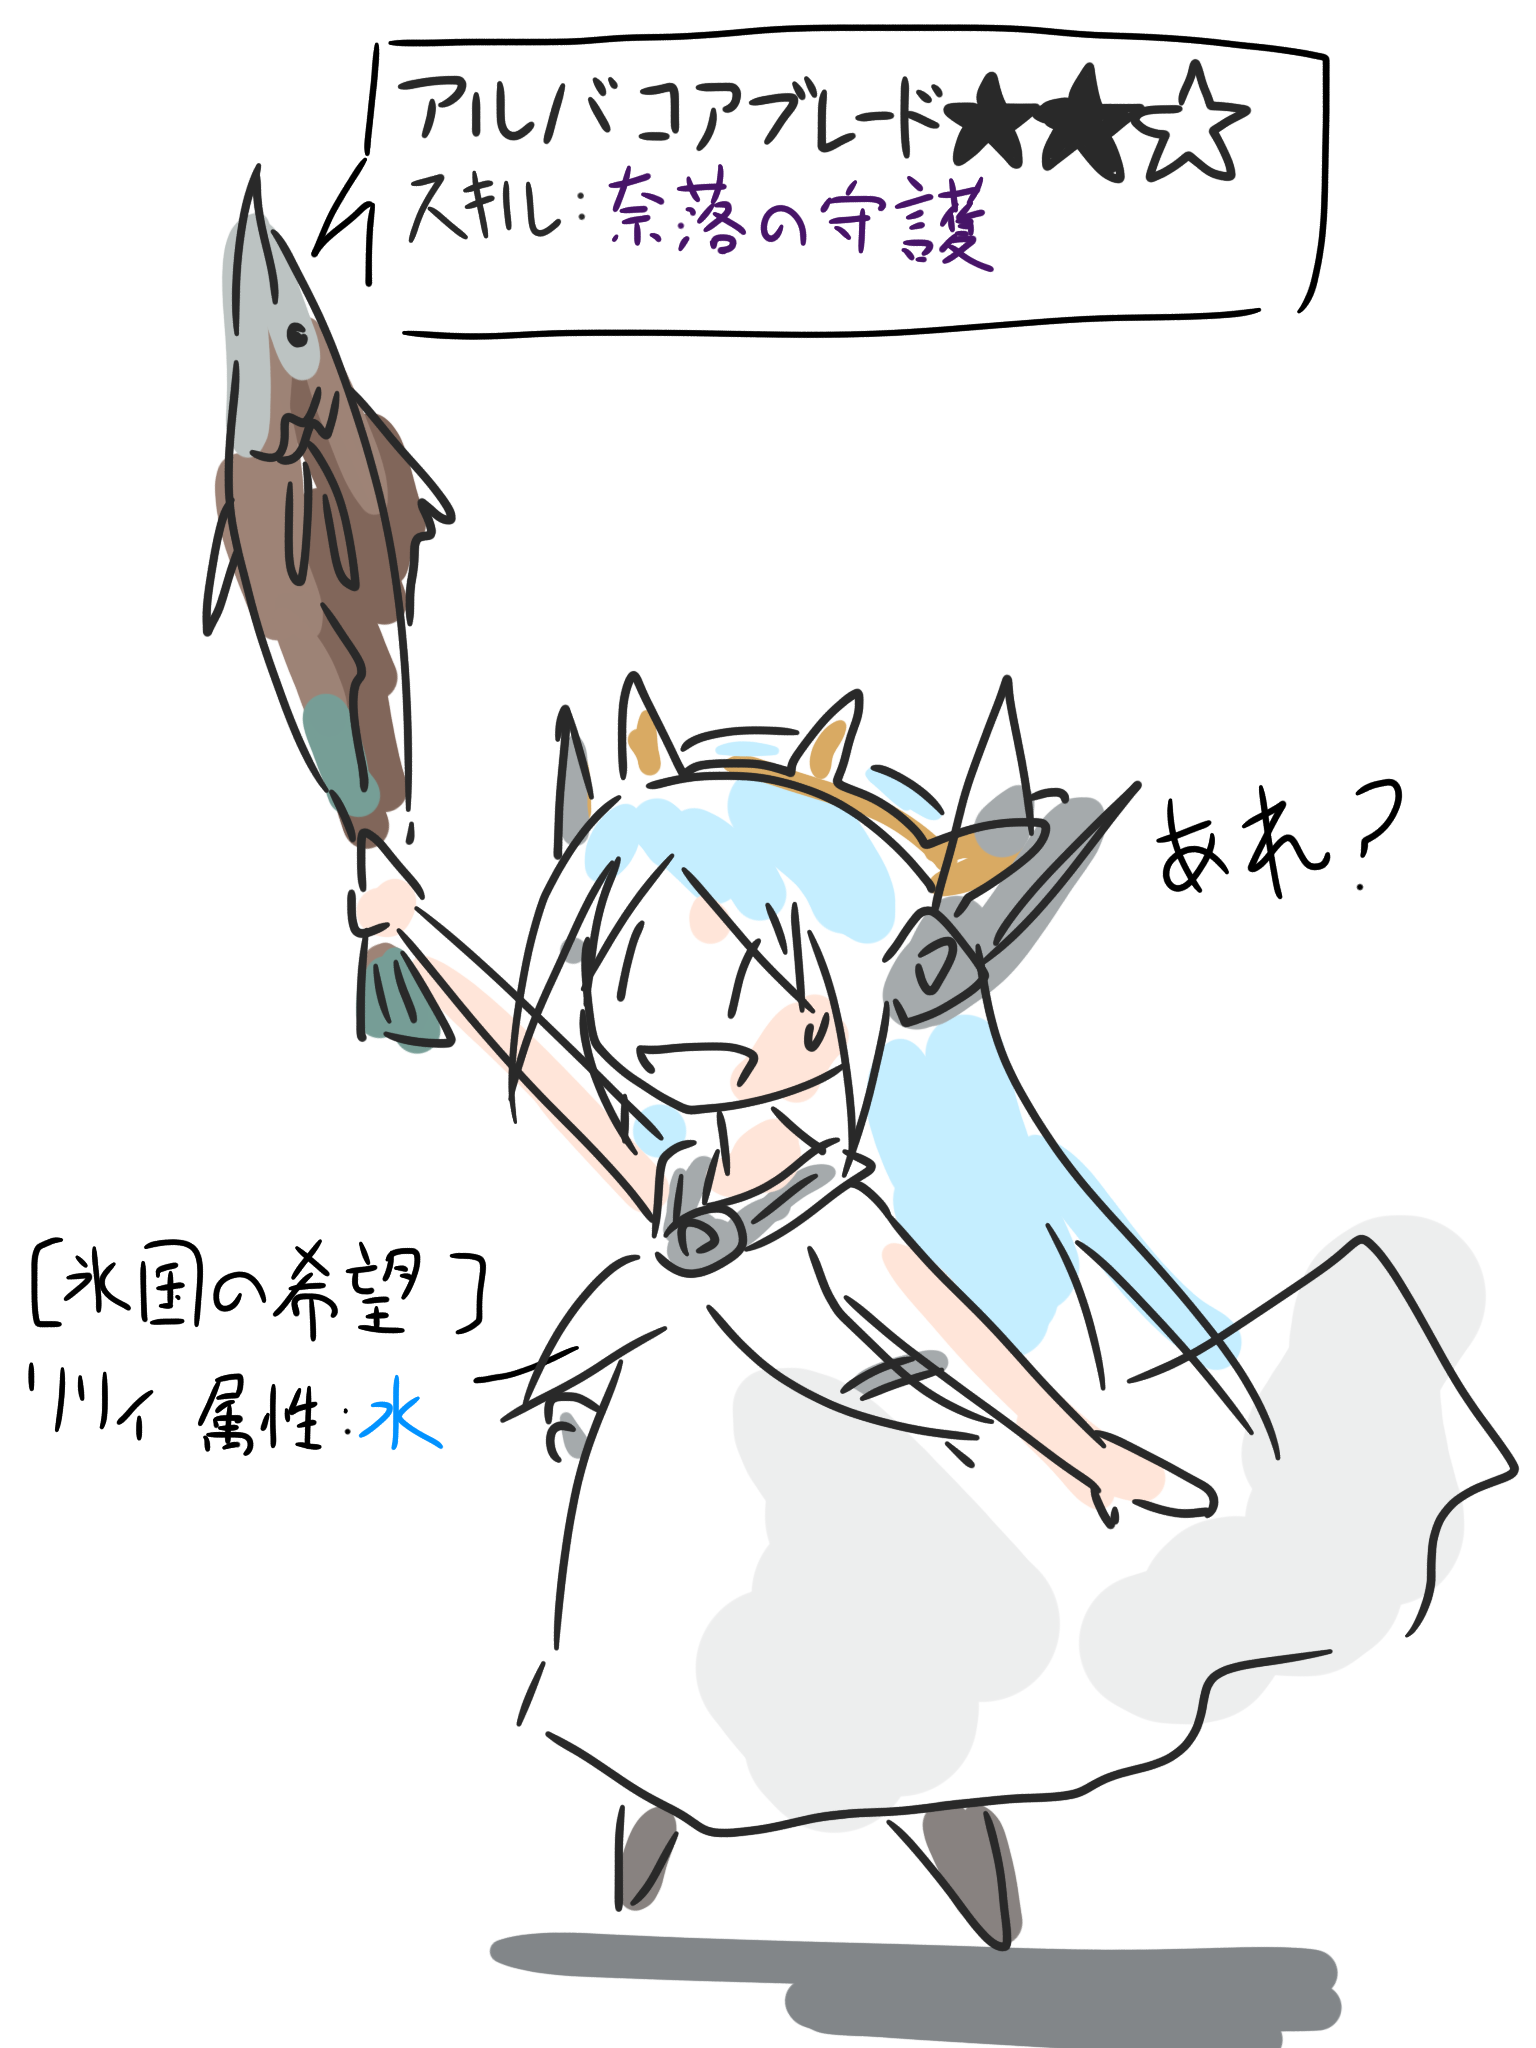 アルバコアブレード★★☆
スキル:奈落の守護
あれ?
[氷国の希望]
リリィ 属性:水